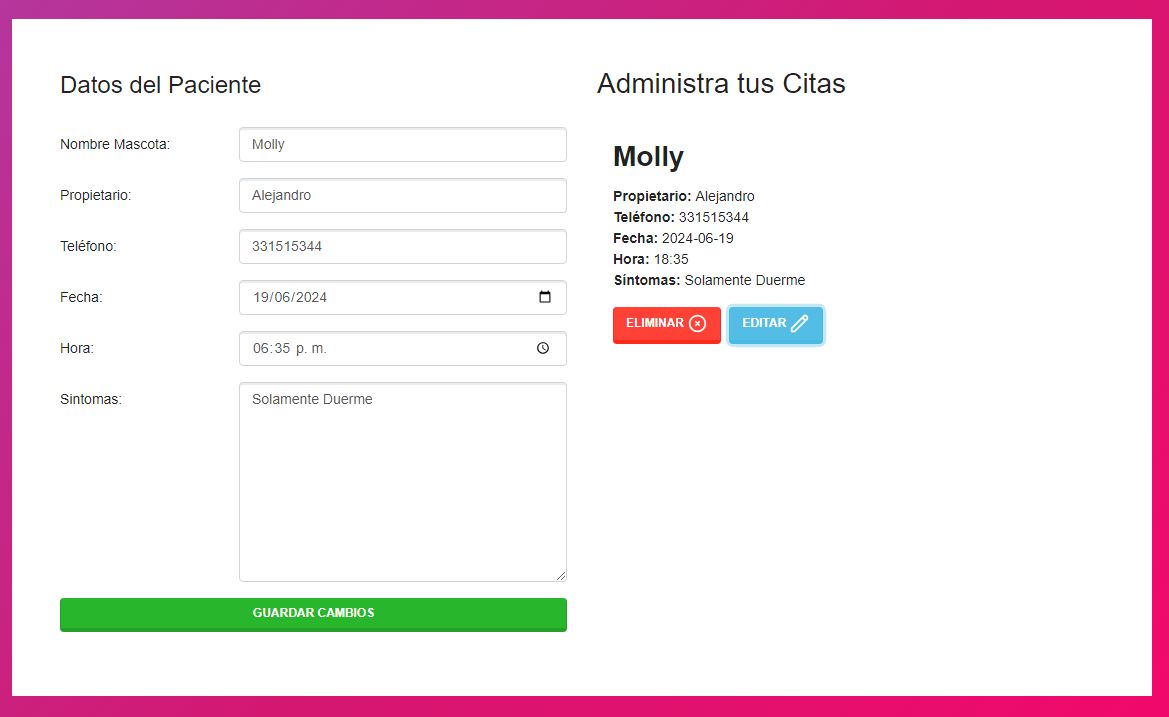 Datos del Paciente
Nombre Mascota: Molly
Propietario: Alejandro
Teléfono: 331515344
Fecha: 19/06/2024
Hora: 06:35 p. m.
Sintomas: Solamente Duerme
GUARDAR CAMBIOS
Administra tus Citas
Molly
Propietario: Alejandro
Teléfono: 331515344
Fecha: 2024-06-19
Hora: 18:35
Síntomas: Solamente Duerme
ELIMINAR EDITAR